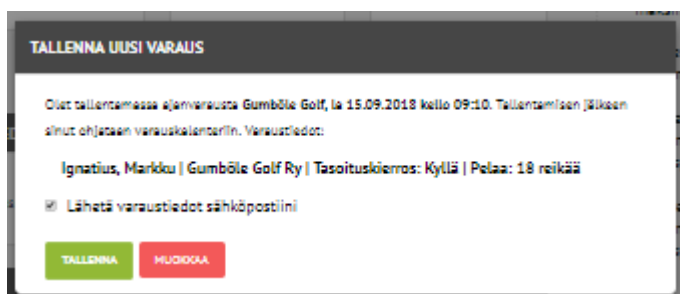 TALLENNA UUSI VARAUS
Olet tallentamassa ajanvarausta Gumböle Golf, la 15.09.2018 kello 09:10. Tallentamisen jälkeen
sinut ohjataan varauskalenteriin. Varaustiedot:
Ignatius, Markku | Gumböle Golf Ry | Tasoituskierros: Kyllä | Pelaa: 18 reikää
Lähetä varaustiedot sähköpostiini
TALLENNA MUOKKAA